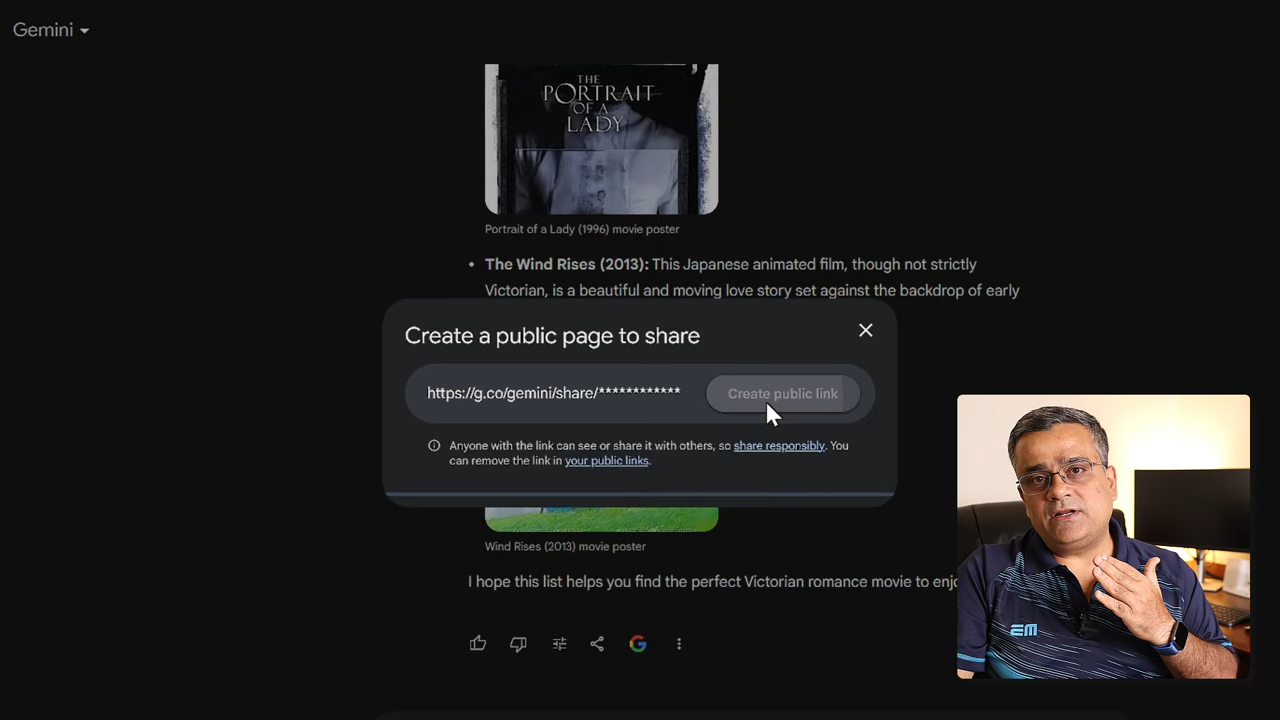 Gemini
THE
PORTRAIT
OF A
LADY
Portrait of a Lady (1996) movie poster
• The Wind Rises (2013): This Japanese animated film, though not strictly
Victorian, is a beautiful and moving love story set against the backdrop of early
Create a public page to share
https://g.co/gemini/share/************ Create public link
Anyone with the link can see or share it with others, so share responsibly. You
can remove the link in your public links.
Wind Rises (2013) movie poster
I hope this list helps you find the perfect Victorian romance movie to enjo
EM